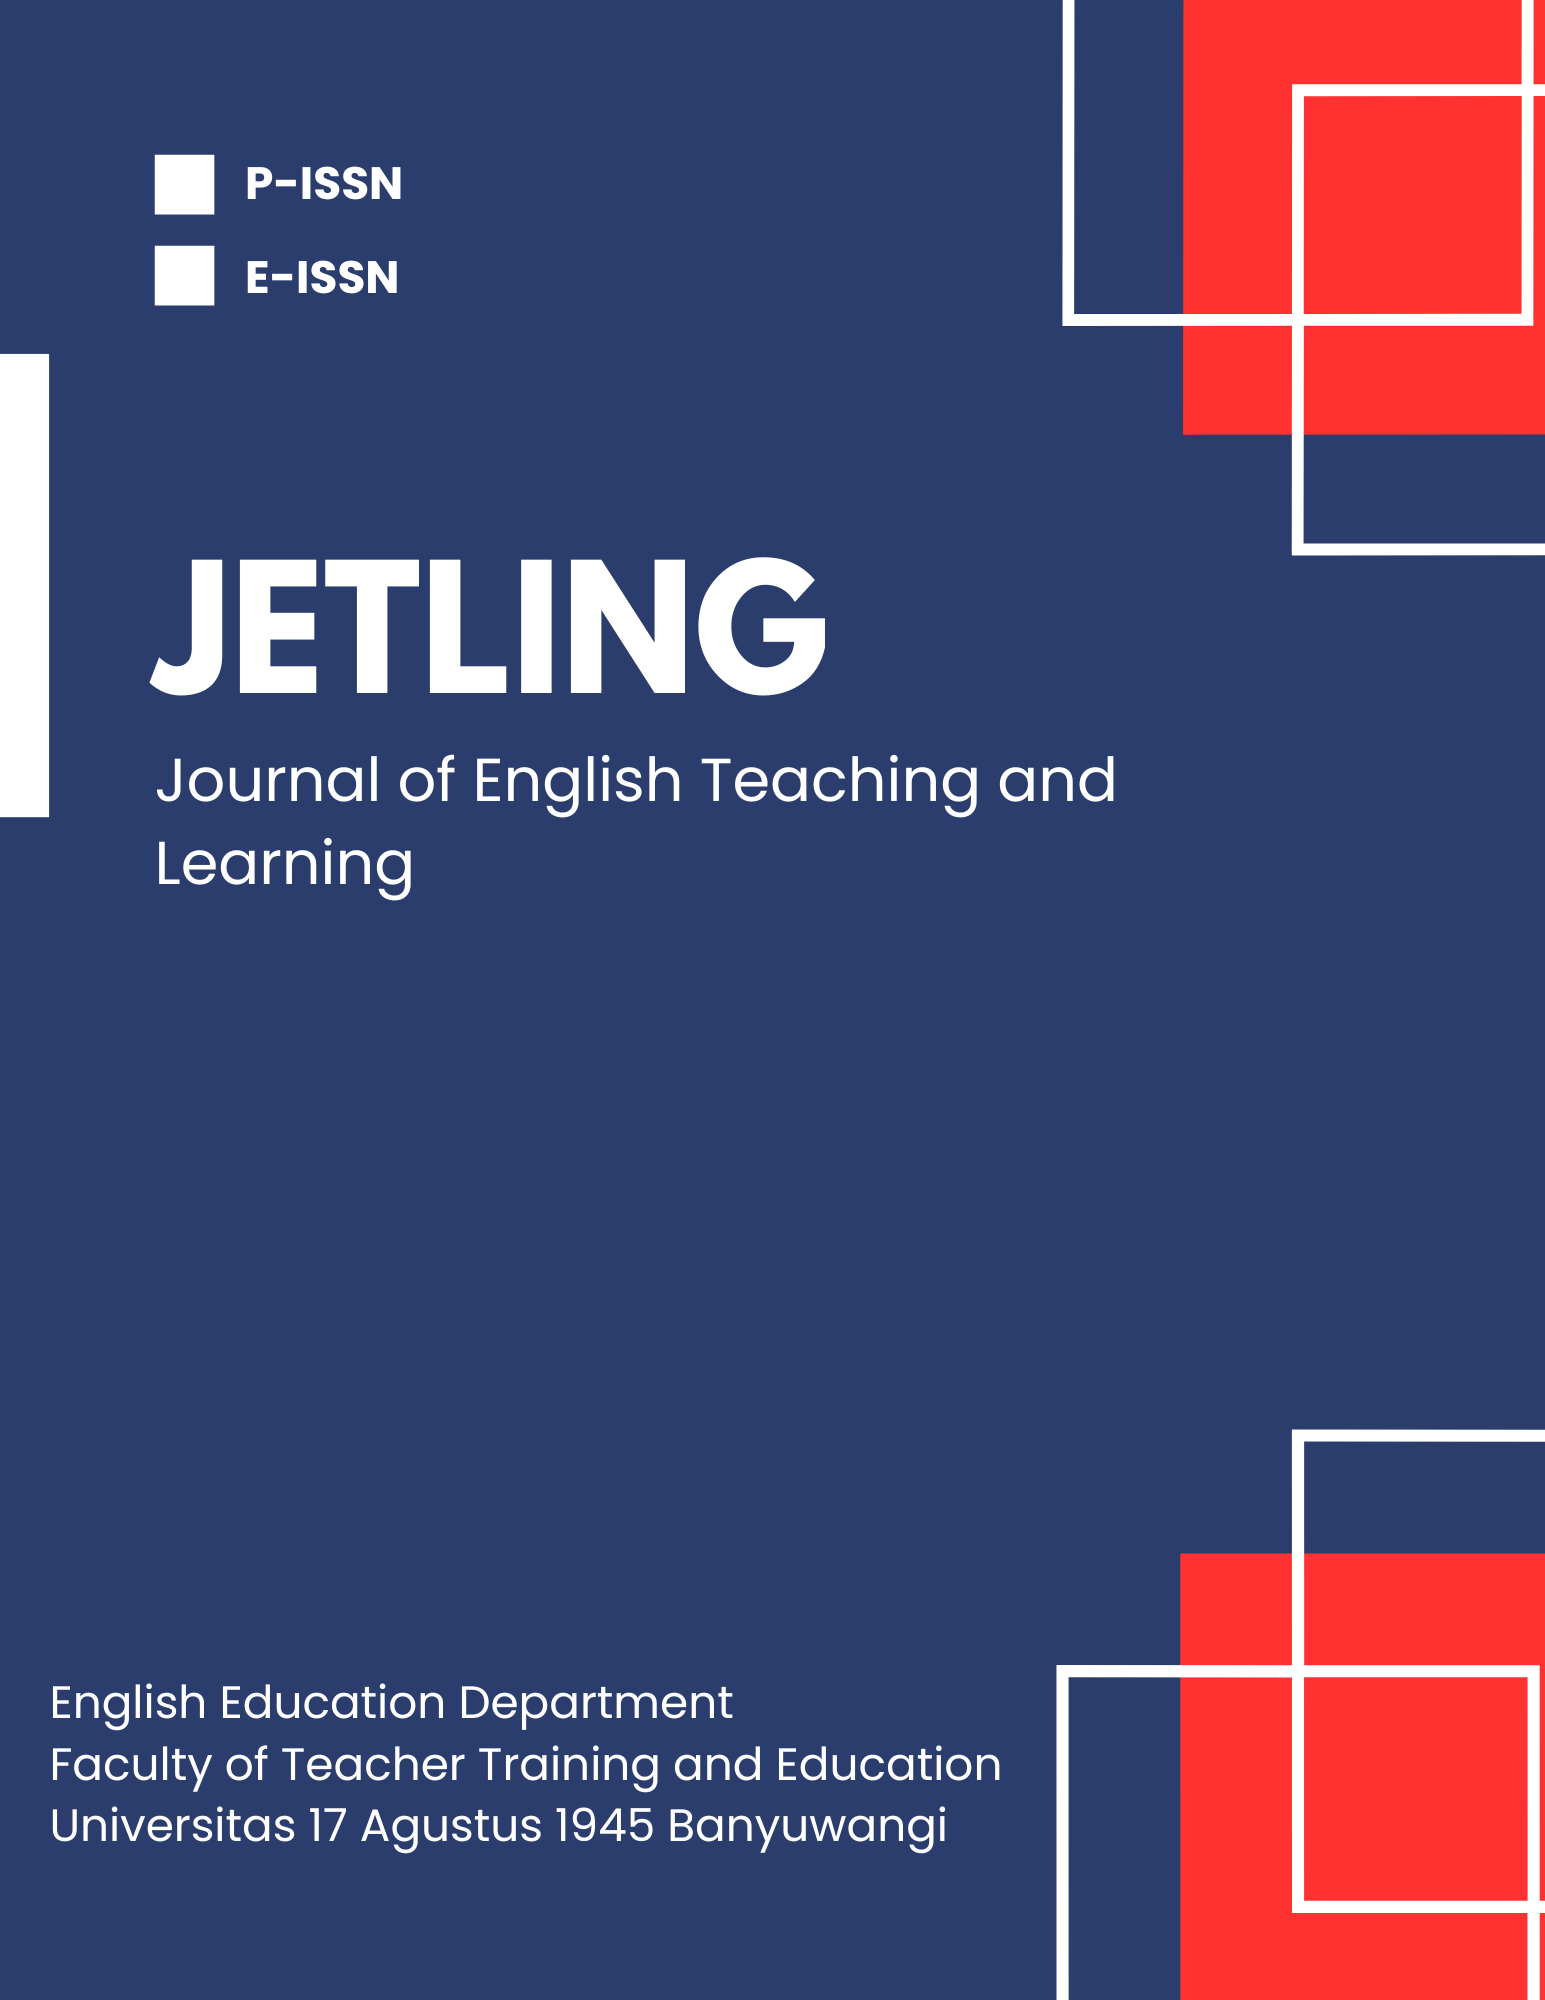 P-ISSN
E-ISSN
JETLING
Journal of English Teaching and
Learning
English Education Department
Faculty of Teacher Training and Education
Universitas 17 Agustus 1945 Banyuwangi